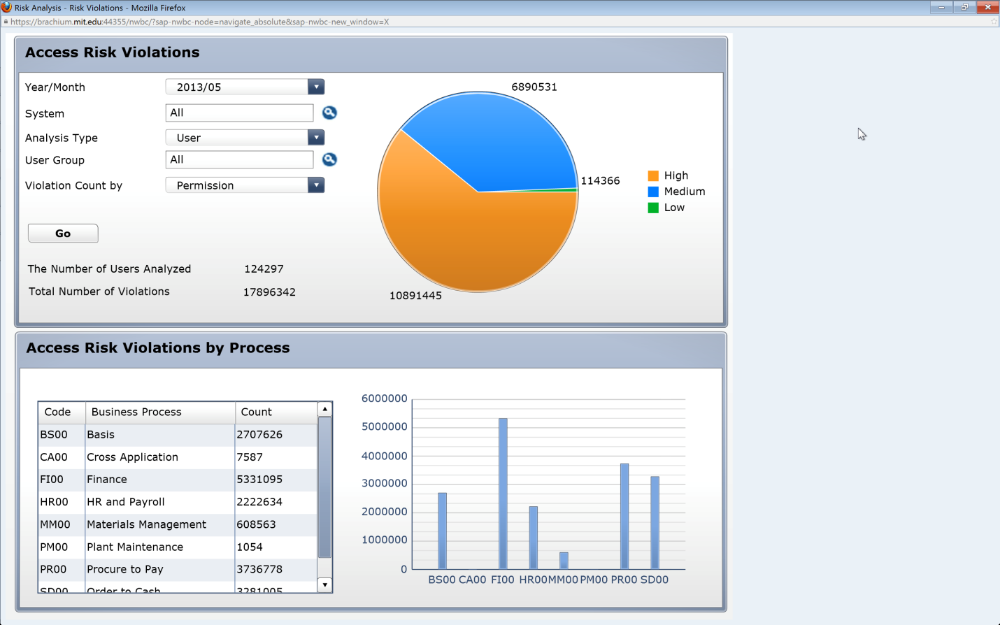 Risk Analysis - Risk Violations - Mozilla Firefox
https://brachium.mit.edu:44355/nwbc/?sap-nwbc-node=navigate_absolute&sap-nwbc-new_window=X
Access Risk Violations
Year/Month 2013/05
System All
Analysis Type User
User Group All
Violation Count by Permission
Go
The Number of Users Analyzed 124297
Total Number of Violations 17896342
6890531
114366
10891445
High
Medium
Low
Access Risk Violations by Process
Code Business Process Count
BS00 Basis 2707626
CA00 Cross Application 7587
FI00 Finance 5331095
HR00 HR and Payroll 2222634
MM00 Materials Management 608563
PM00 Plant Maintenance 1054
PR00 Procure to Pay 3736778
SD00 Order to Cash 3281005
6000000
5000000
4000000
3000000
2000000
1000000
0
BS00 CA00 FI00 HR00 MM00 PM00 PR00 SD00